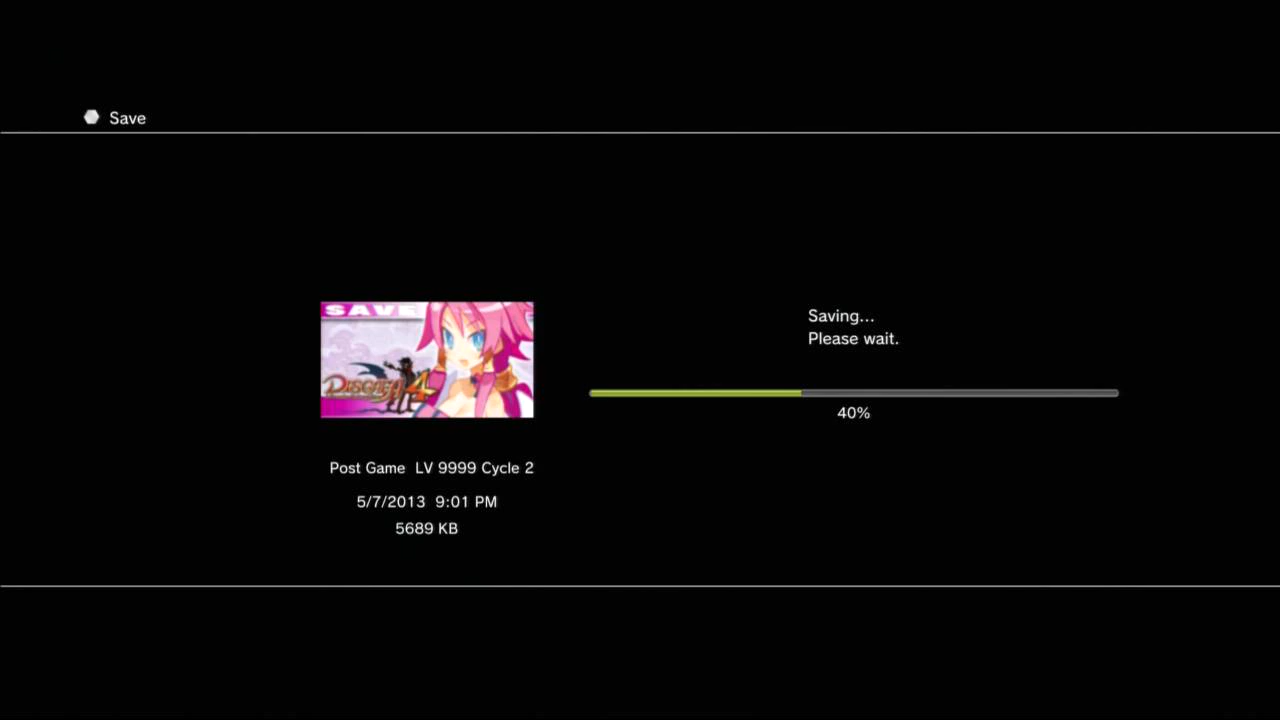 Save
SAVE
DISGAEA 4
Saving...
Please wait.
40%
Post Game  LV 9999 Cycle 2
5/7/2013  9:01 PM
5689 KB